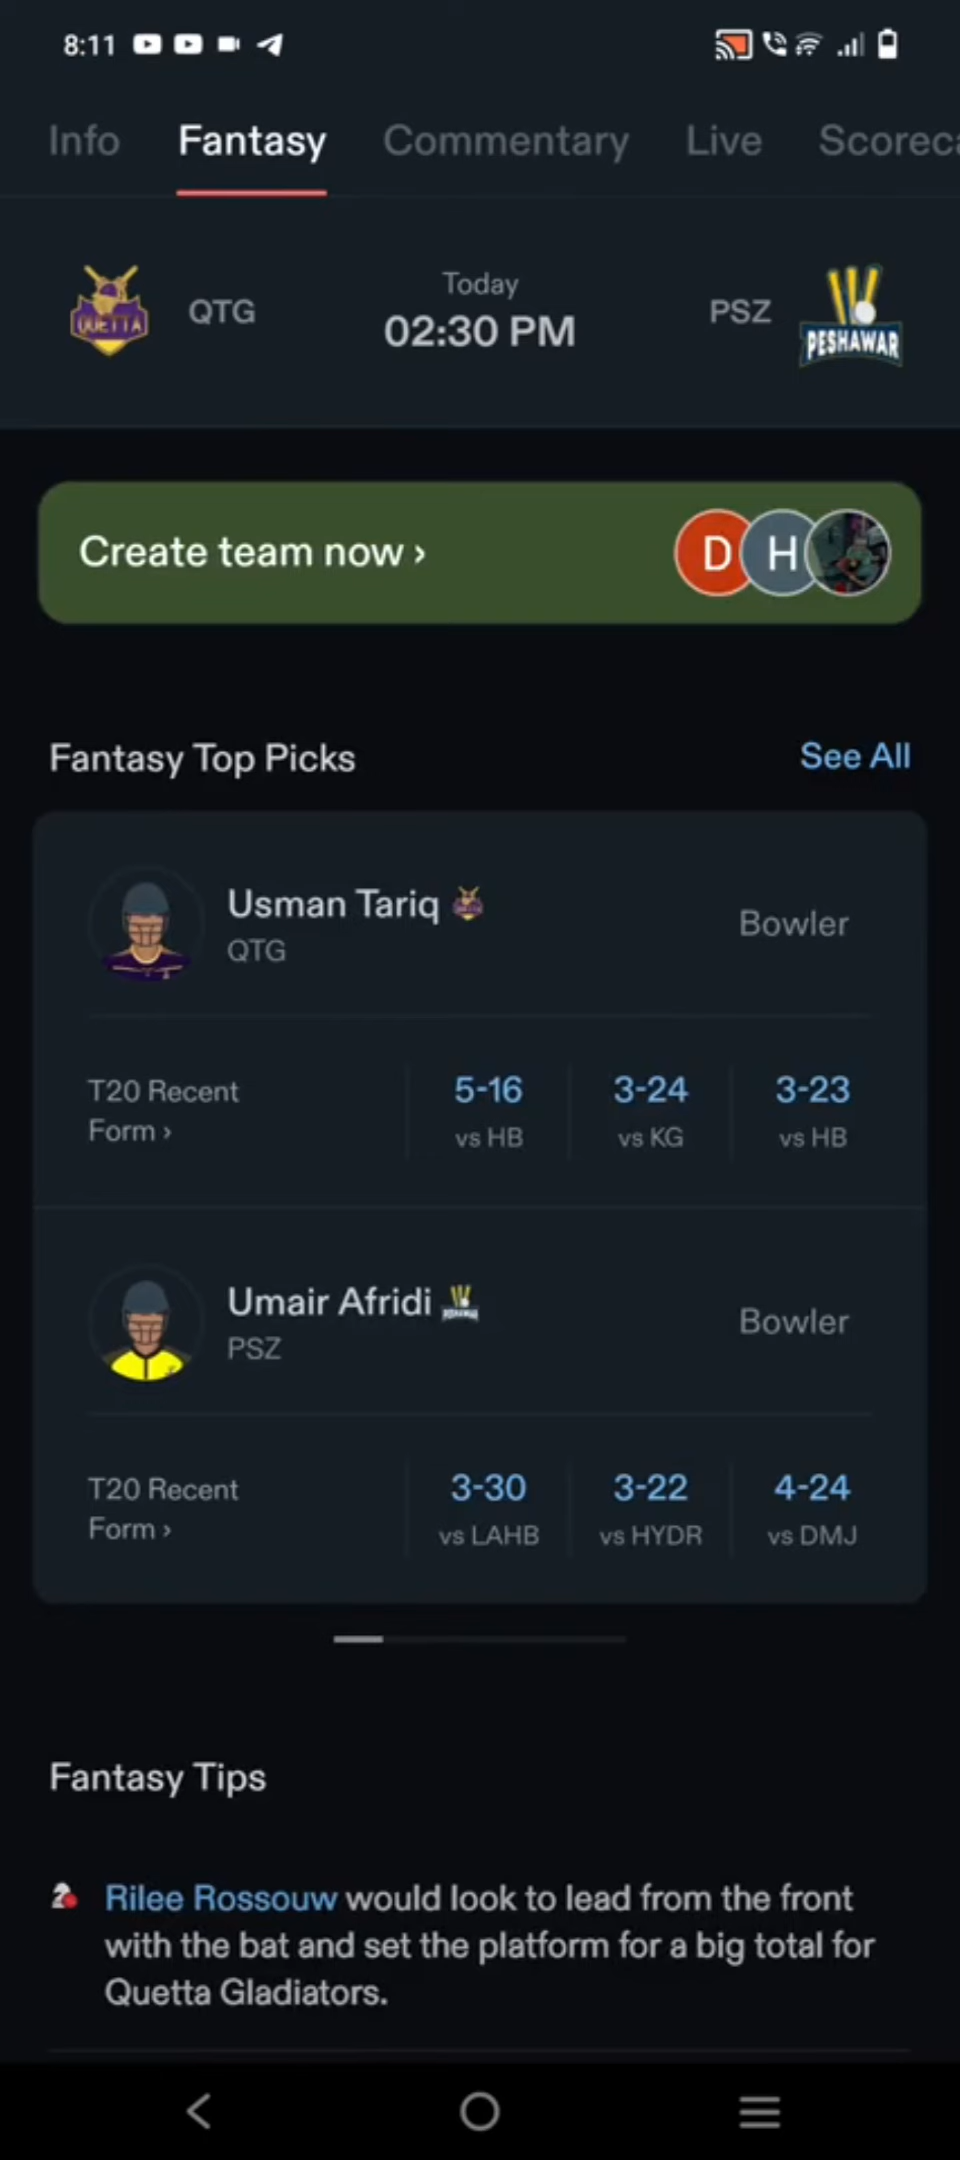 8:11
Info Fantasy Commentary Live Scoreca
QUETTA QTG Today 02:30 PM PSZ PESHAWAR
Create team now › D H
Fantasy Top Picks See All
Usman Tariq
QTG
Bowler
T20 Recent
Form ›
5-16 3-24 3-23
vs HB vs KG vs HB
Umair Afridi
PSZ
Bowler
T20 Recent
Form ›
3-30 3-22 4-24
vs LAHB vs HYDR vs DMJ
Fantasy Tips
Rilee Rossouw would look to lead from the front
with the bat and set the platform for a big total for
Quetta Gladiators.